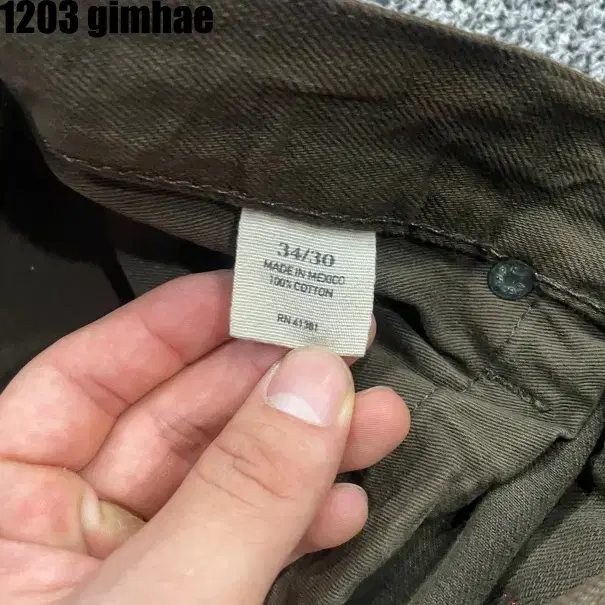 1203 gimhae
34/30
MADE IN MEXICO
100% COTTON
RN 41381